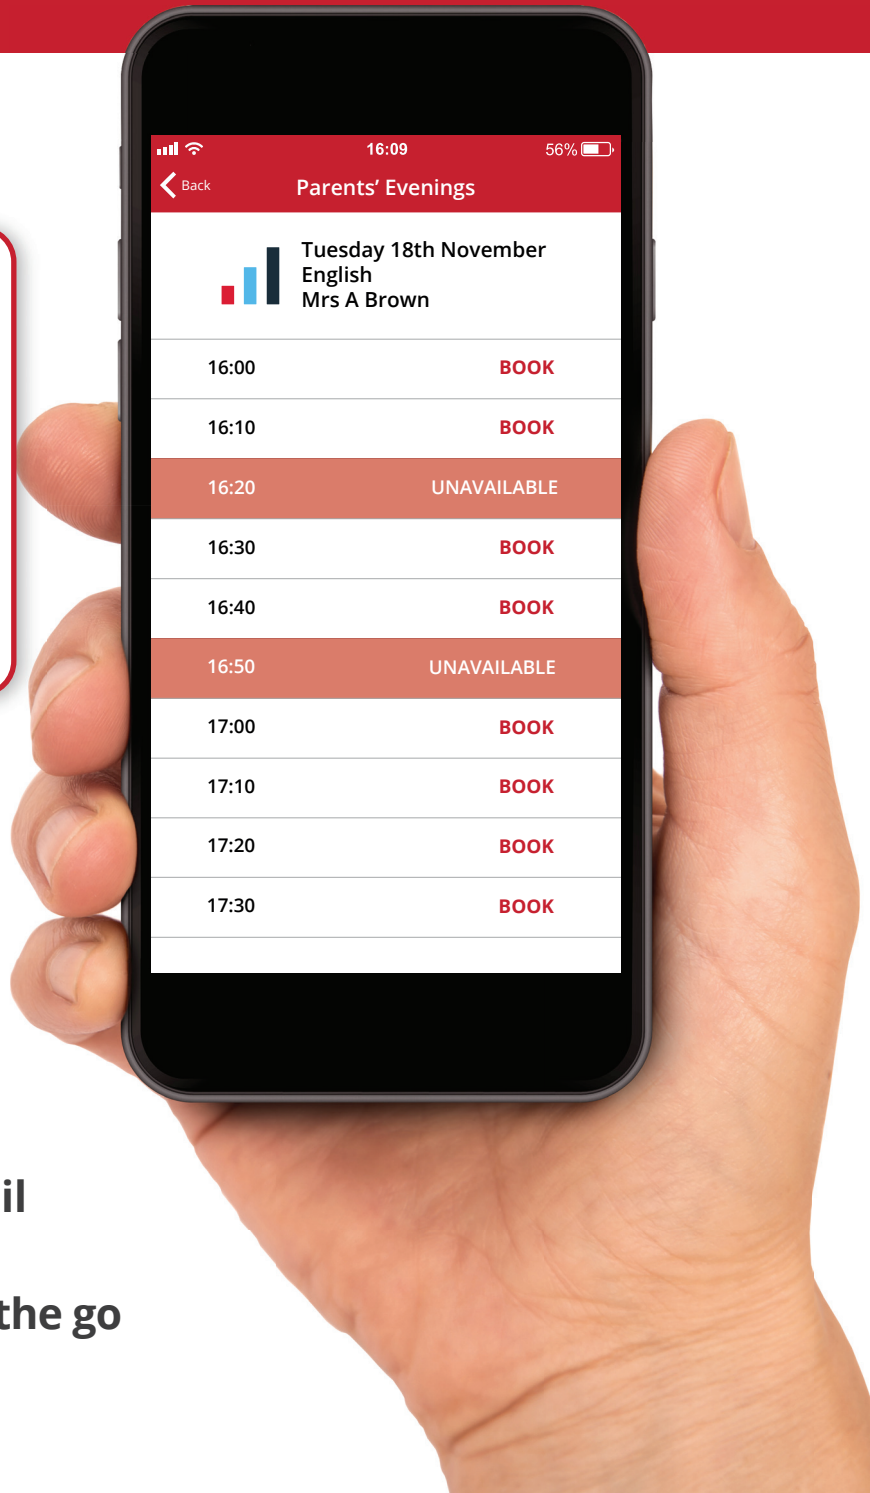 16:09
56%
Back
Parents’ Evenings
Tuesday 18th November
English
Mrs A Brown
16:00 BOOK
16:10 BOOK
16:20 UNAVAILABLE
16:30 BOOK
16:40 BOOK
16:50 UNAVAILABLE
17:00 BOOK
17:10 BOOK
17:20 BOOK
17:30 BOOK
il
the go